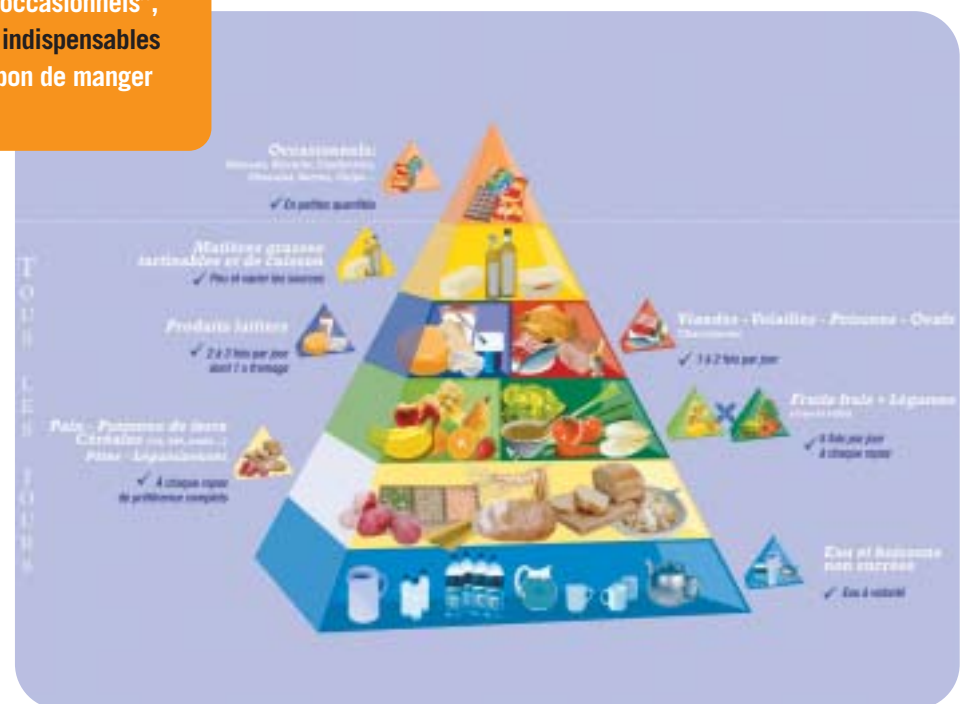 occasionnels",
indispensables
bon de manger
Occasionnels:
✓ En petites quantités
Matières grasses
tartinables et de cuisson
✓ Peu et varier les sources
Produits laitiers
✓ 2 à 3 fois par jour
dont 1 x fromage
Viandes - Volailles - Poissons - Oeufs
✓ 1 à 2 fois par jour
Fruits frais + Légumes
✓ 5 fois par jour
à chaque repas
Pain - Pommes de terre
Céréales
Pâtes - Légumineuses
✓ A chaque repas
de préférence complets
Eau et boissons
non sucrées
✓ Eau à volonté
TOUS LES JOURS